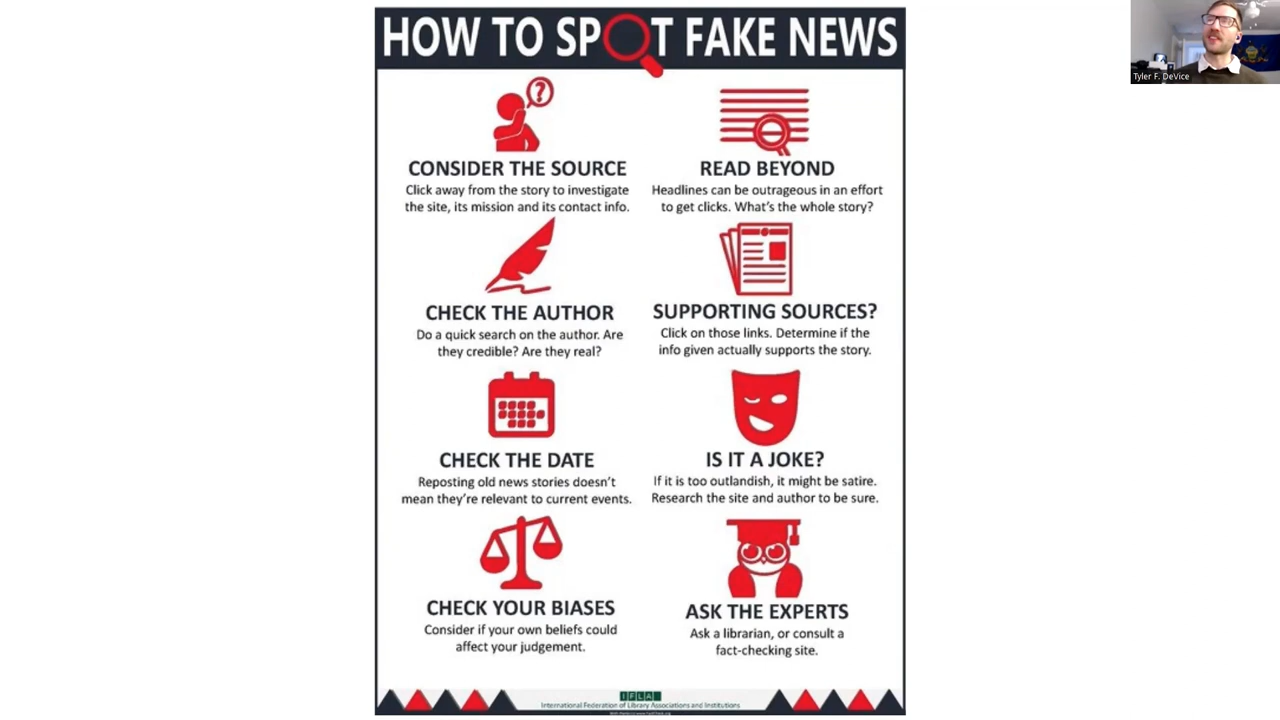 HOW TO SPOT FAKE NEWS
?
CONSIDER THE SOURCE
Click away from the story to investigate
the site, its mission and its contact info.
READ BEYOND
Headlines can be outrageous in an effort
to get clicks. What's the whole story?
CHECK THE AUTHOR
Do a quick search on the author. Are
they credible? Are they real?
SUPPORTING SOURCES?
Click on those links. Determine if the
info given actually supports the story.
CHECK THE DATE
Reposting old news stories doesn't
mean they're relevant to current events.
IS IT A JOKE?
If it is too outlandish, it might be satire.
Research the site and author to be sure.
CHECK YOUR BIASES
Consider if your own beliefs could
affect your judgement.
ASK THE EXPERTS
Ask a librarian, or consult a
fact-checking site.
IFLA
International Federation of Library Associations and Institutions
Tyler F. DeVice